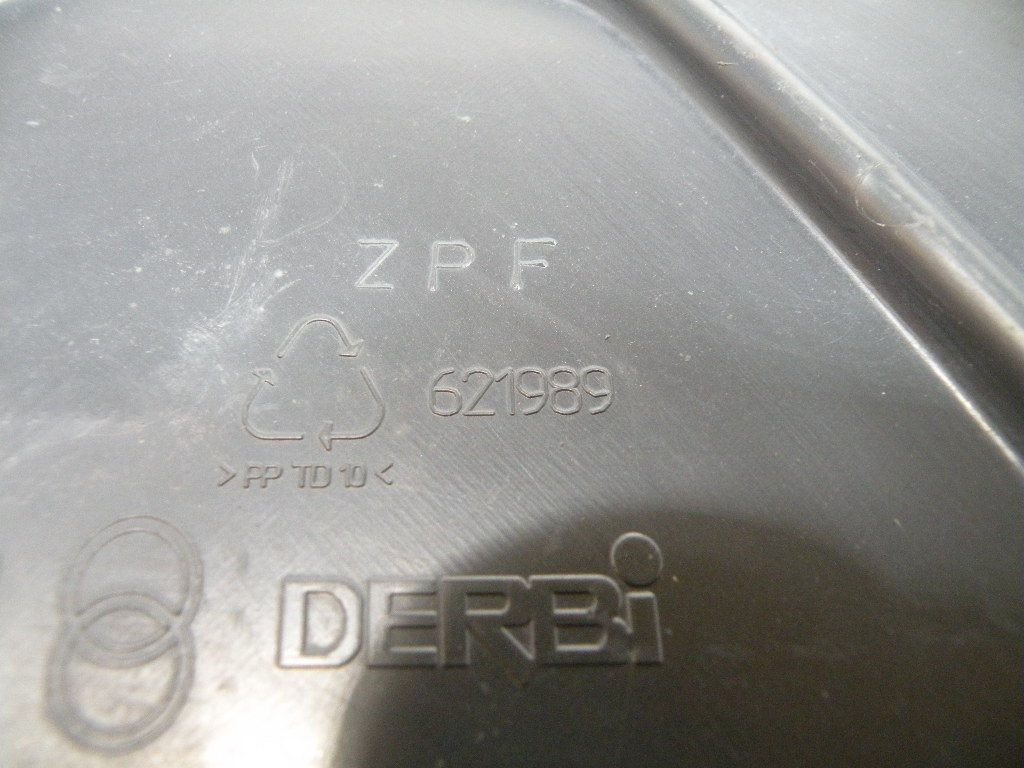 ZPF
621989
>PP TD 10<
DERBi